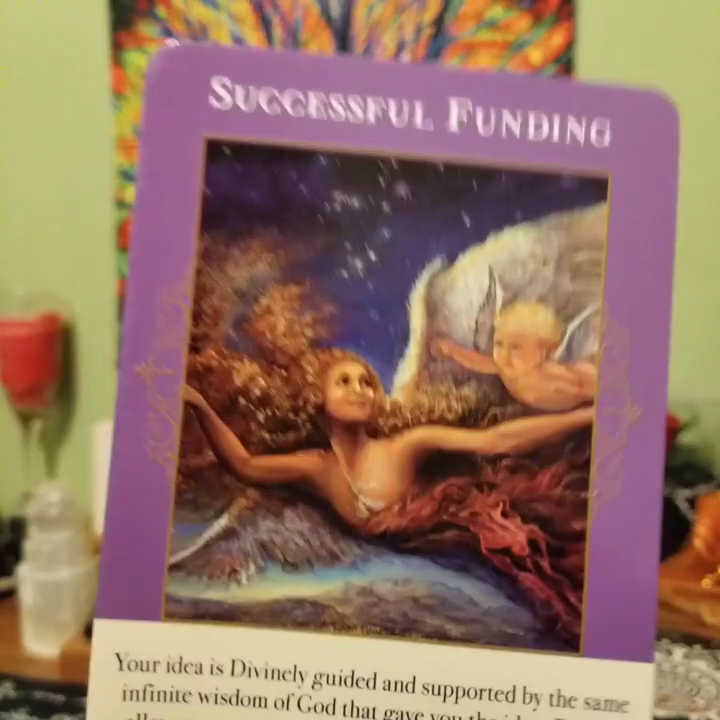 SUCCESSFUL FUNDING
Your idea is Divinely guided and supported by the same
infinite wisdom of God that gave you the